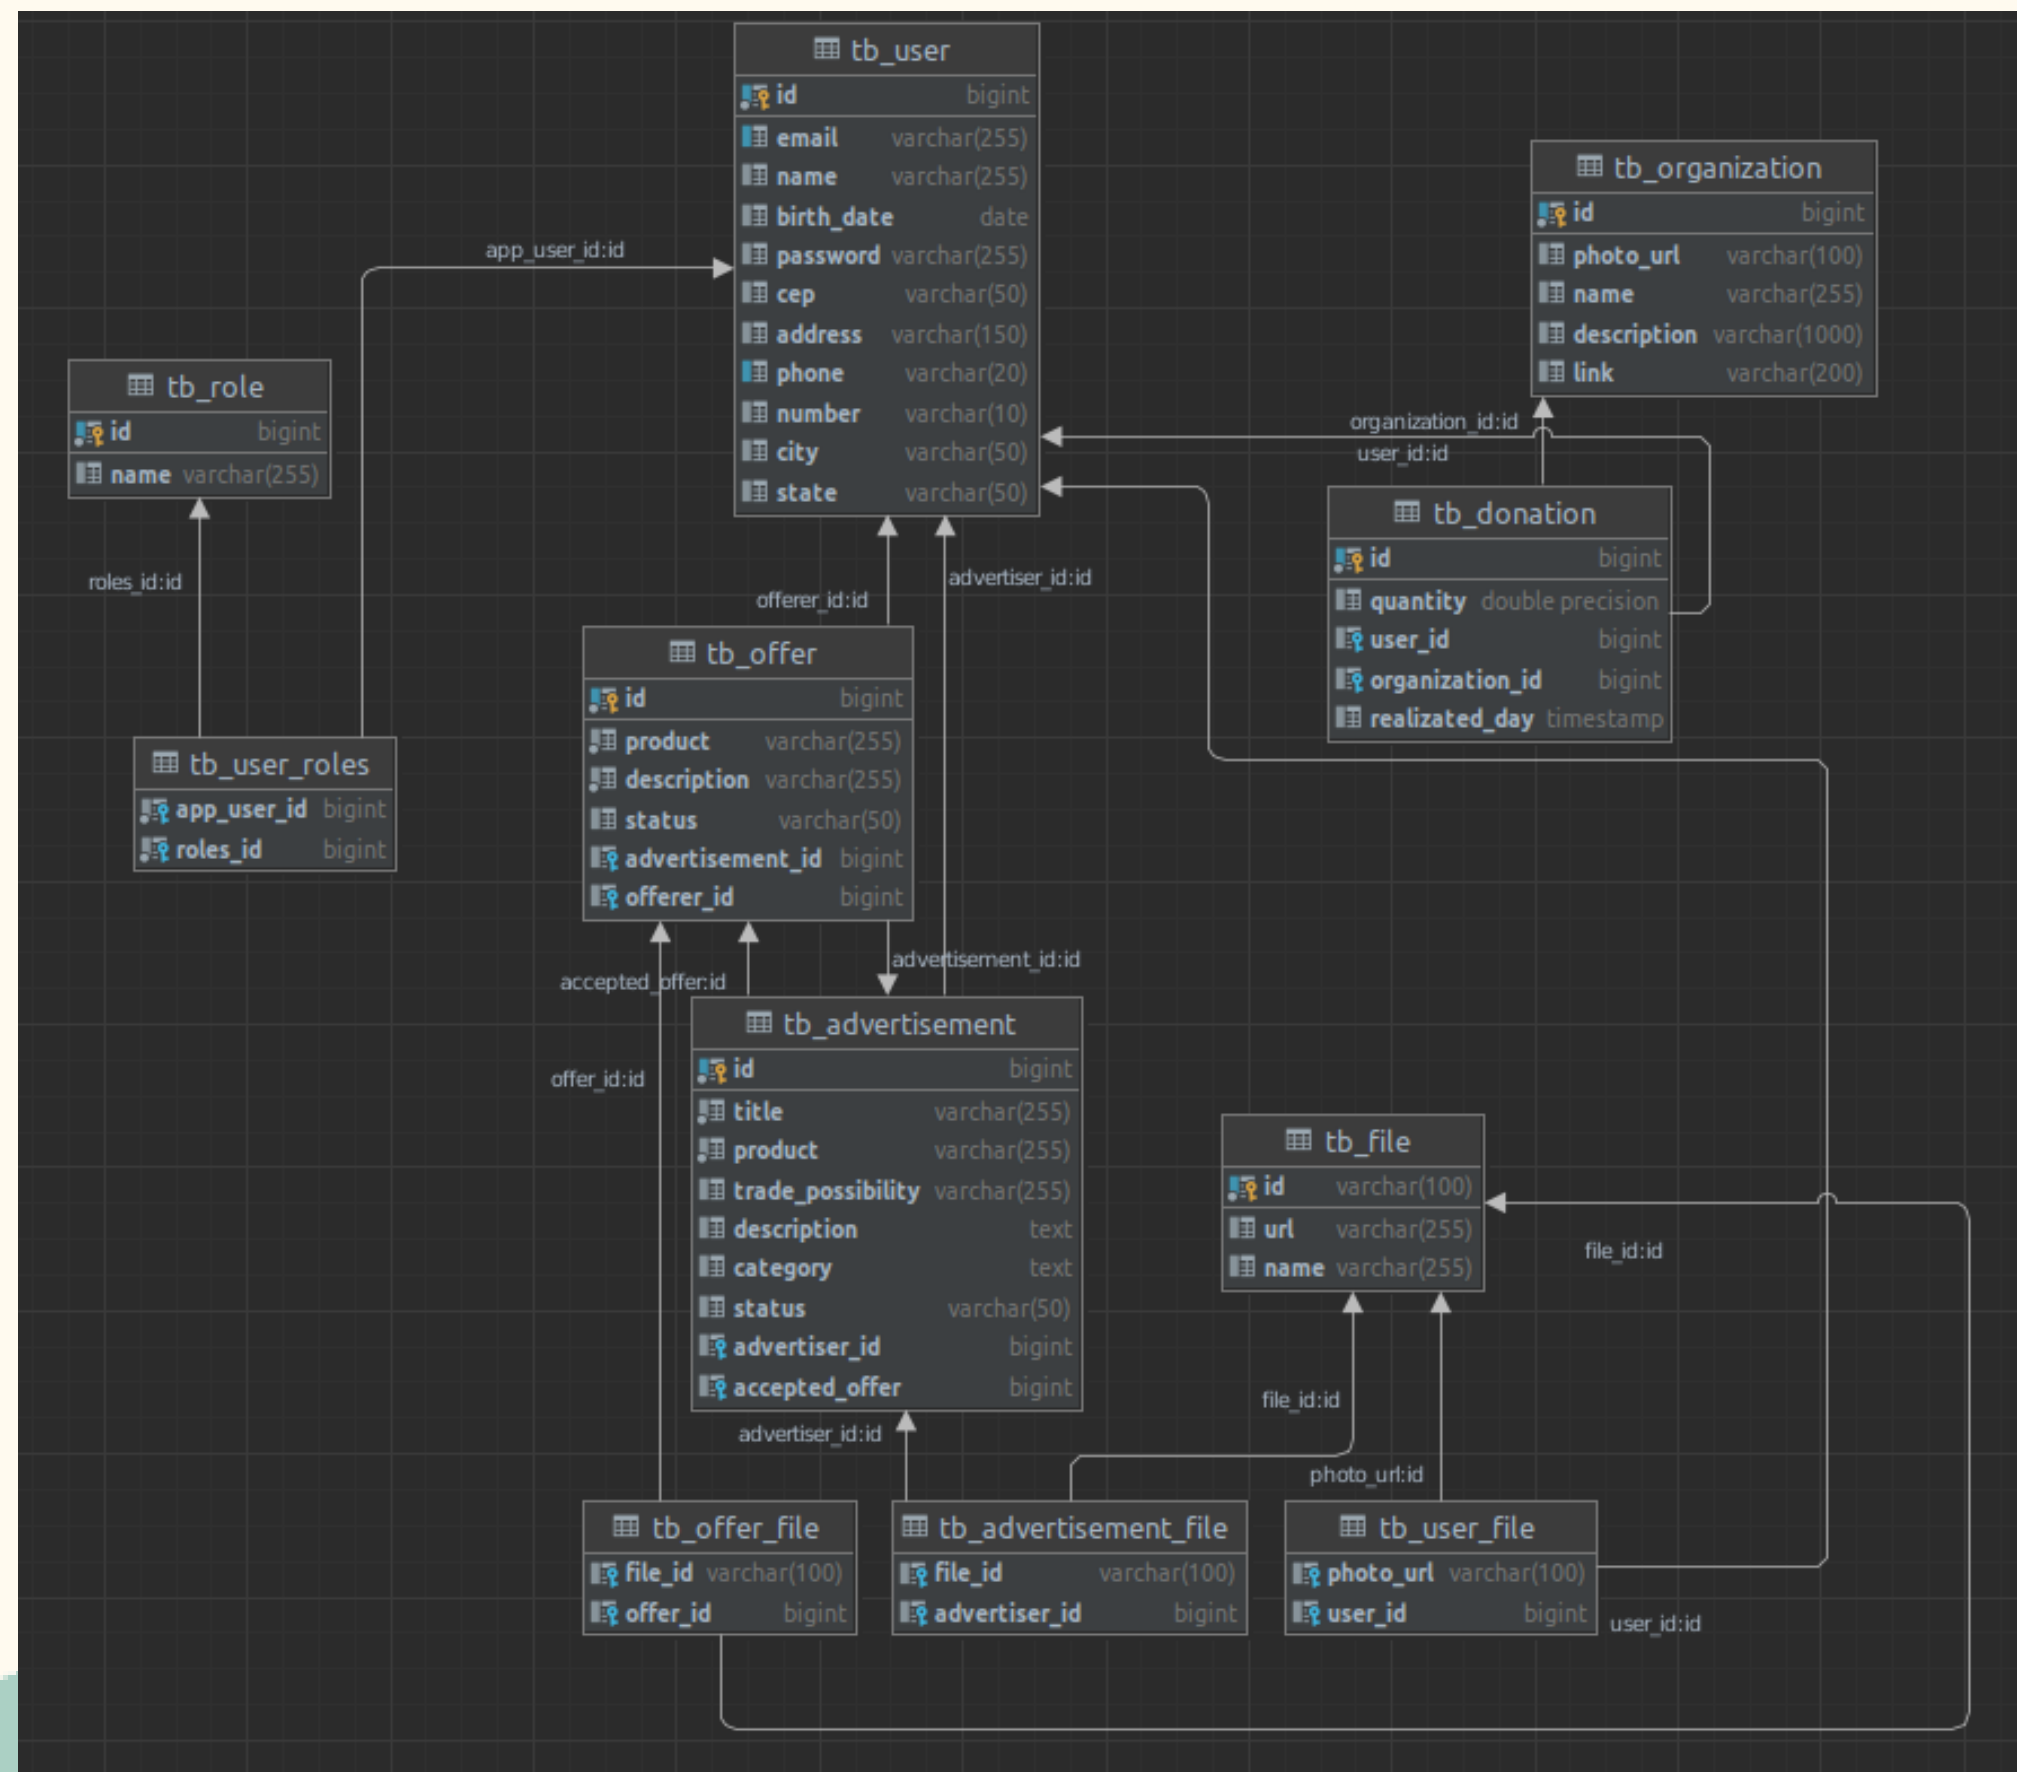 tb_user
id bigint
email varchar(255)
name varchar(255)
birth_date date
password varchar(255)
cep varchar(50)
address varchar(150)
phone varchar(20)
number varchar(10)
city varchar(50)
state varchar(50)
tb_organization
id bigint
photo_url varchar(100)
name varchar(255)
description varchar(1000)
link varchar(200)
app_user_id:id
tb_role
id bigint
name varchar(255)
organization_id:id
user_id:id
tb_donation
id bigint
quantity double precision
user_id bigint
organization_id bigint
realizated_day timestamp
roles_id:id
offerer_id:id
advertiser_id:id
tb_offer
id bigint
product varchar(255)
description varchar(255)
status varchar(50)
advertisement_id bigint
offerer_id bigint
tb_user_roles
app_user_id bigint
roles_id bigint
accepted_offer:id
advertisement_id:id
tb_advertisement
id bigint
title varchar(255)
product varchar(255)
trade_possibility varchar(255)
description text
category text
status varchar(50)
advertiser_id bigint
accepted_offer bigint
offer_id:id
tb_file
id varchar(100)
url varchar(255)
name varchar(255)
file_id:id
file_id:id
advertiser_id:id
photo_url:id
tb_offer_file
file_id varchar(100)
offer_id bigint
tb_advertisement_file
file_id varchar(100)
advertiser_id bigint
tb_user_file
photo_url varchar(100)
user_id bigint
user_id:id